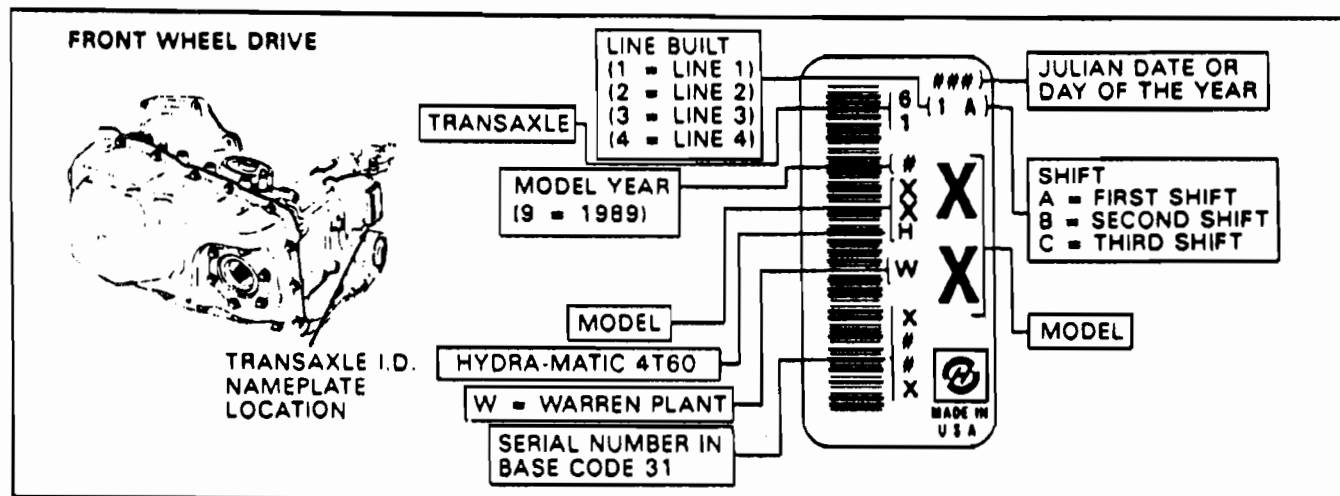 FRONT WHEEL DRIVE
LINE BUILT
(1 = LINE 1)
(2 = LINE 2)
(3 = LINE 3)
(4 = LINE 4)
TRANSAXLE
MODEL YEAR
(9 = 1989)
MODEL
HYDRA-MATIC 4T60
W = WARREN PLANT
SERIAL NUMBER IN
BASE CODE 31
TRANSAXLE I.D.
NAMEPLATE
LOCATION
###
1 A
6
1
#
X
X
H
W
X
#
#
X
X
X
MADE IN
USA
JULIAN DATE OR
DAY OF THE YEAR
SHIFT
A = FIRST SHIFT
B = SECOND SHIFT
C = THIRD SHIFT
MODEL